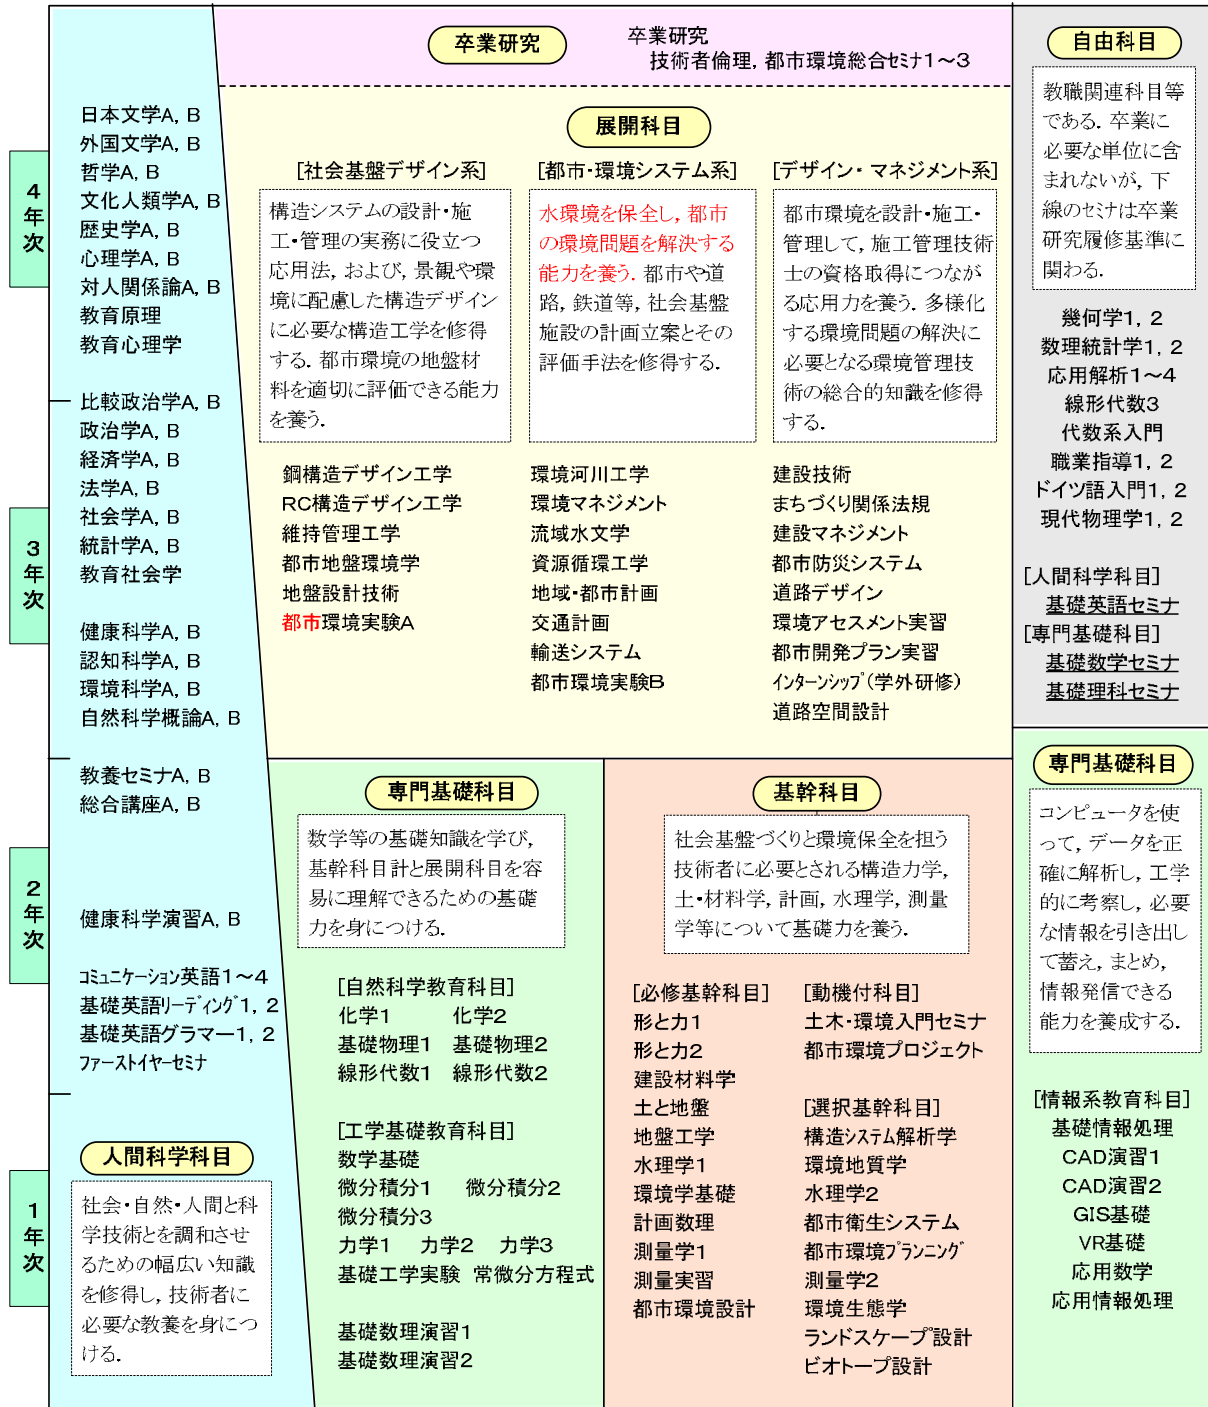 卒業研究
卒業研究
技術者倫理, 都市環境総合ｾﾐﾅ1～3
展開科目
[社会基盤デザイン系]
構造システムの設計・施
工・管理の実務に役立つ
応用法, および, 景観や環
境に配慮した構造デザイン
に必要な構造工学を修得
する. 都市環境の地盤材
料を適切に評価できる能力
を養う.
鋼構造デザイン工学
RC構造デザイン工学
維持管理工学
都市地盤環境学
地盤設計技術
都市環境実験A
[都市・環境システム系]
水環境を保全し, 都市
の環境問題を解決する
能力を養う. 都市や道
路, 鉄道等, 社会基盤
施設の計画立案とその
評価手法を修得する.
環境河川工学
環境マネジメント
流域水文学
資源循環工学
地域・都市計画
交通計画
輸送システム
都市環境実験B
[デザイン・マネジメント系]
都市環境を設計・施工・
管理して, 施工管理技術
士の資格取得につなが
る応用力を養う. 多様化
する環境問題の解決に
必要となる環境管理技
術の総合的知識を修得
する.
建設技術
まちづくり関係法規
建設マネジメント
都市防災システム
道路デザイン
環境アセスメント実習
都市開発プラン実習
ｲﾝﾀｰﾝｼｯﾌﾟ(学外研修)
道路空間設計
自由科目
教職関連科目等
である. 卒業に
必要な単位に含
まれないが, 下
線のｾﾐﾅは卒業
研究履修基準に
関わる.
幾何学1, 2
数理統計学1, 2
応用解析1～4
線形代数3
代数系入門
職業指導1, 2
ドイツ語入門1, 2
現代物理学1, 2
[人間科学科目]
基礎英語セミナ
[専門基礎科目]
基礎数学セミナ
基礎理科セミナ
4年次
3年次
2年次
1年次
日本文学A, B
外国文学A, B
哲学A, B
文化人類学A, B
歴史学A, B
心理学A, B
対人関係論A, B
教育原理
教育心理学
比較政治学A, B
政治学A, B
経済学A, B
法学A, B
社会学A, B
統計学A, B
教育社会学
健康科学A, B
認知科学A, B
環境科学A, B
自然科学概論A, B
教養セミナA, B
総合講座A, B
健康科学演習A, B
ｺﾐｭﾆｹｰｼｮﾝ英語1～4
基礎英語ﾘｰﾃﾞｨﾝｸﾞ1, 2
基礎英語グラマー1, 2
ﾌｧｰｽﾄｲﾔｰｾﾐﾅ
人間科学科目
社会・自然・人間と科
学技術とを調和させ
るための幅広い知識
を修得し, 技術者に
必要な教養を身につ
ける.
専門基礎科目
数学等の基礎知識を学び,
基幹科目計と展開科目を容
易に理解できるための基礎
力を身につける.
[自然科学教育科目]
化学1 化学2
基礎物理1 基礎物理2
線形代数1 線形代数2
[工学基礎教育科目]
数学基礎
微分積分1 微分積分2
微分積分3
力学1 力学2 力学3
基礎工学実験 常微分方程式
基礎数理演習1
基礎数理演習2
基幹科目
社会基盤づくりと環境保全を担う
技術者に必要とされる構造力学,
土・材料学, 計画, 水理学, 測量
学等について基礎力を養う.
[必修基幹科目]
形と力1
形と力2
建設材料学
土と地盤
地盤工学
水理学1
環境学基礎
計画数理
測量学1
測量実習
都市環境設計
[動機付科目]
土木・環境入門セミナ
都市環境プロジェクト
[選択基幹科目]
構造ｼｽﾃﾑ解析学
環境地質学
水理学2
都市衛生システム
都市環境ﾌﾟﾗﾝﾆﾝｸﾞ
測量学2
環境生態学
ランドスケープ設計
ビオトープ設計
専門基礎科目
コンピュータを使
って, データを正
確に解析し, 工学
的に考察し, 必要
な情報を引き出し
て蓄え, まとめ,
情報発信できる
能力を養成する.
[情報系教育科目]
基礎情報処理
CAD演習1
CAD演習2
GIS基礎
VR基礎
応用数学
応用情報処理